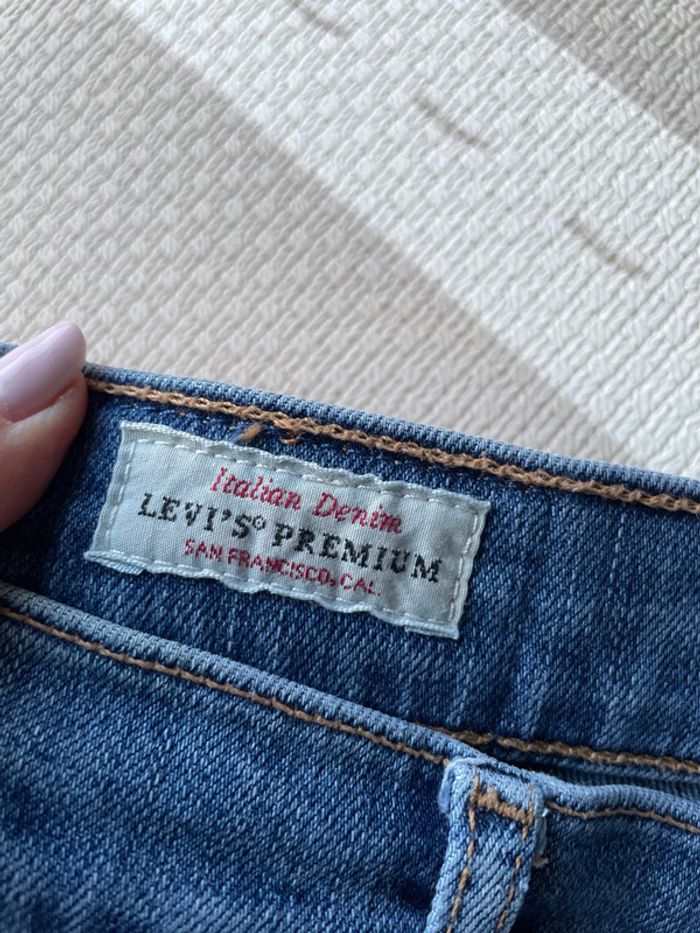 Italian Denim
LEVI'S® PREMIUM
SAN FRANCISCO, CAL.